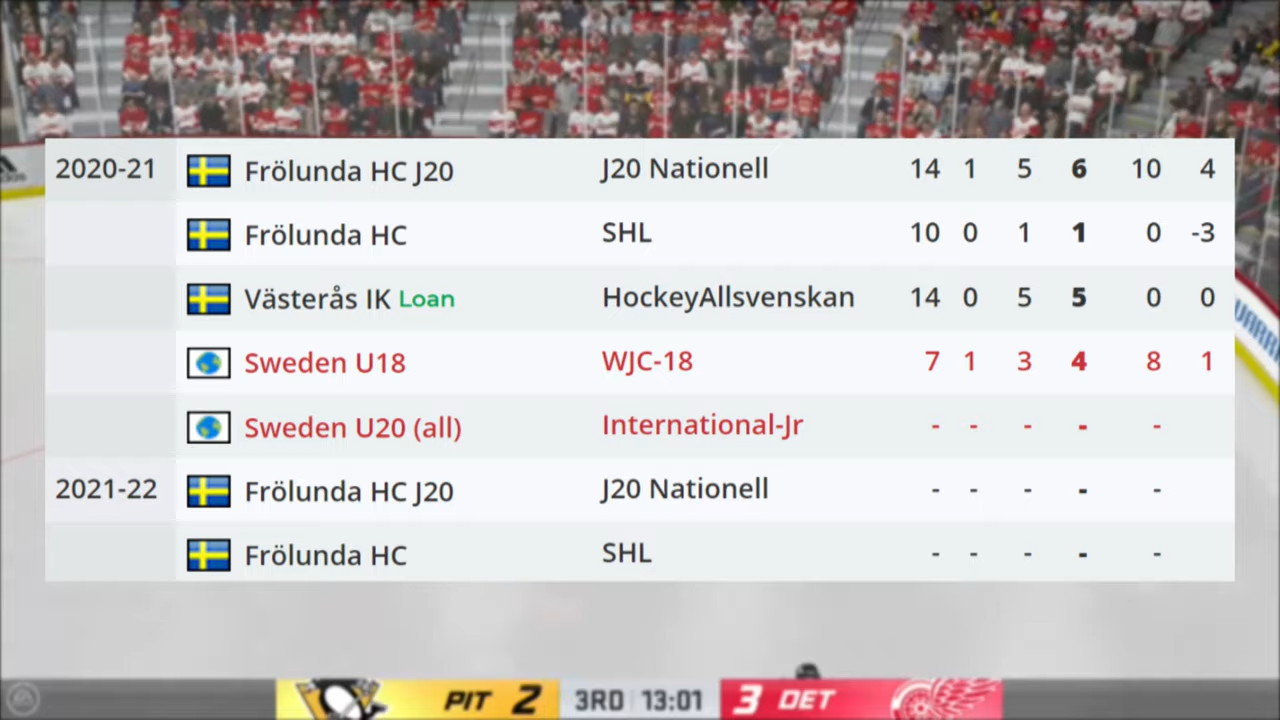 2020-21 Frölunda HC J20 J20 Nationell 14 1 5 6 10 4
Frölunda HC SHL 10 0 1 1 0 -3
Västerås IK Loan HockeyAllsvenskan 14 0 5 5 0 0
Sweden U18 WJC-18 7 1 3 4 8 1
Sweden U20 (all) International-Jr - - - - -
2021-22 Frölunda HC J20 J20 Nationell - - - - -
Frölunda HC SHL - - - - -
PIT 2 3RD 13:01 3 DET